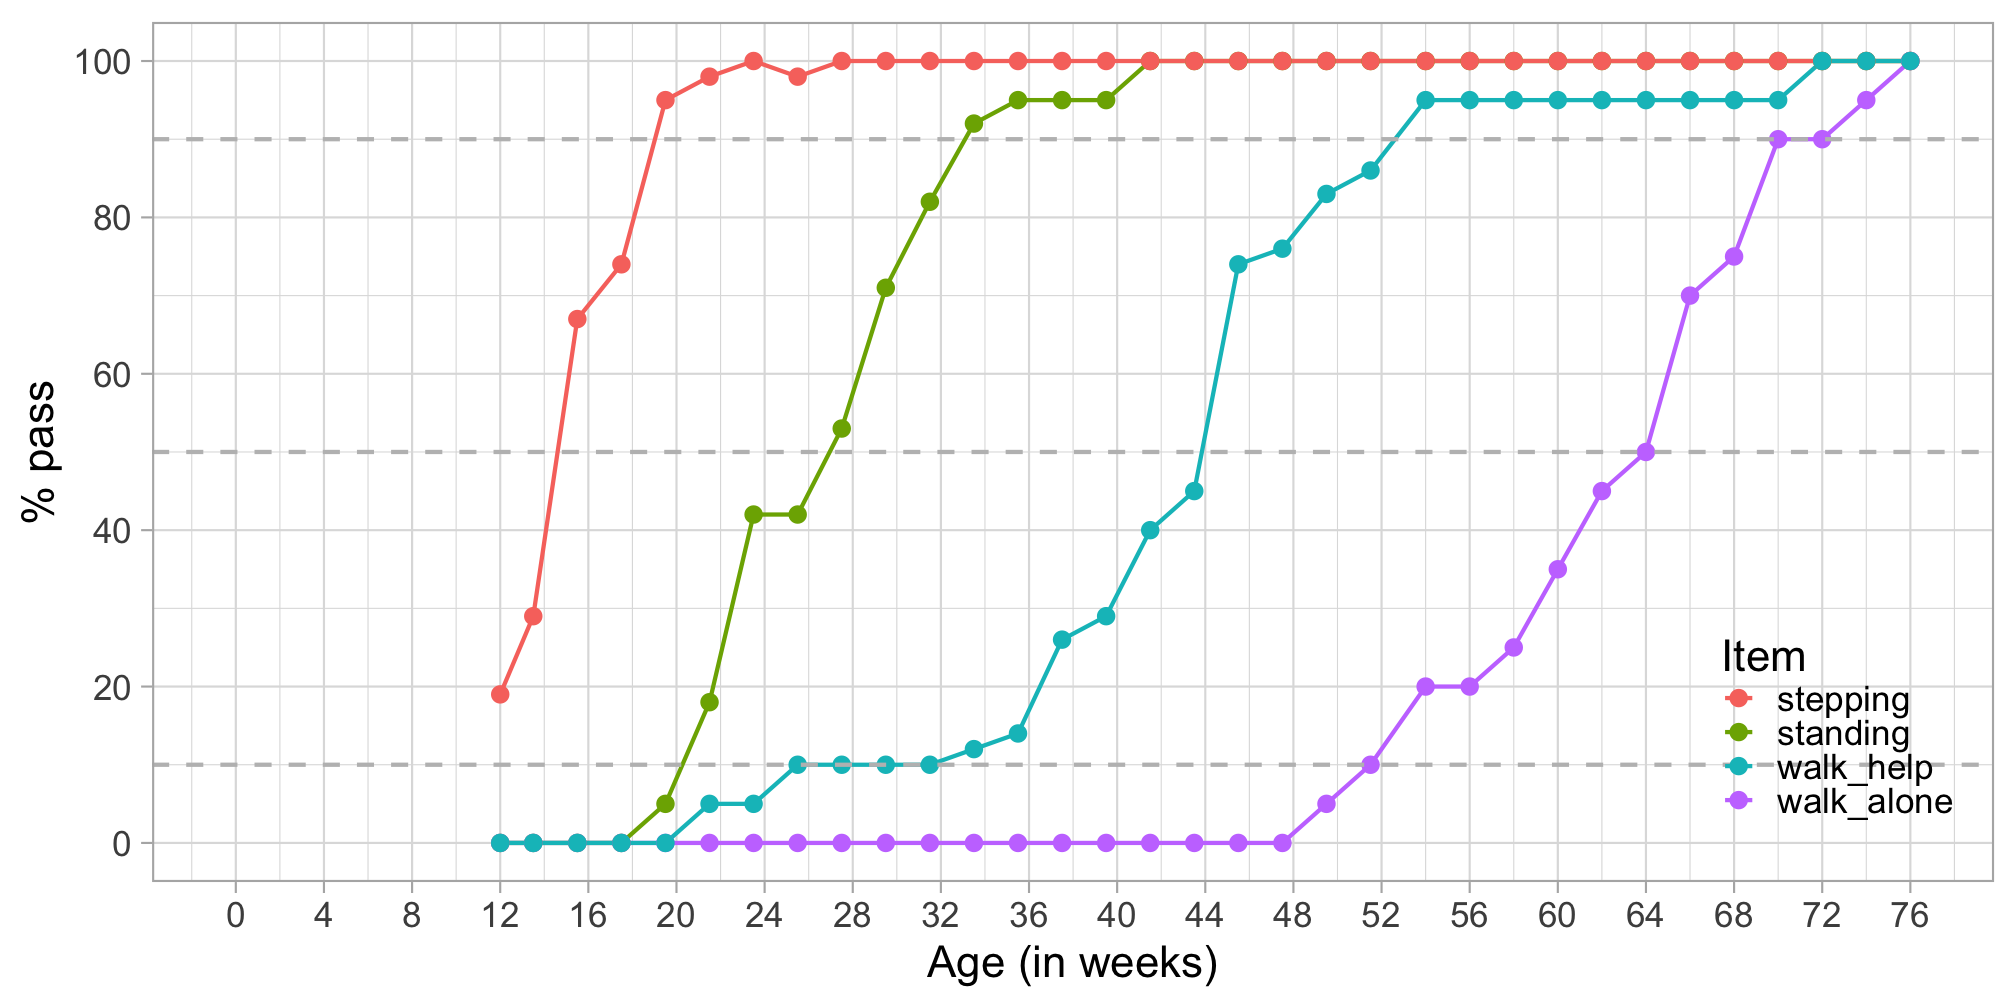 100
80
60
40
20
0
% pass
0 4 8 12 16 20 24 28 32 36 40 44 48 52 56 60 64 68 72 76
Age (in weeks)
Item
stepping
standing
walk_help
walk_alone